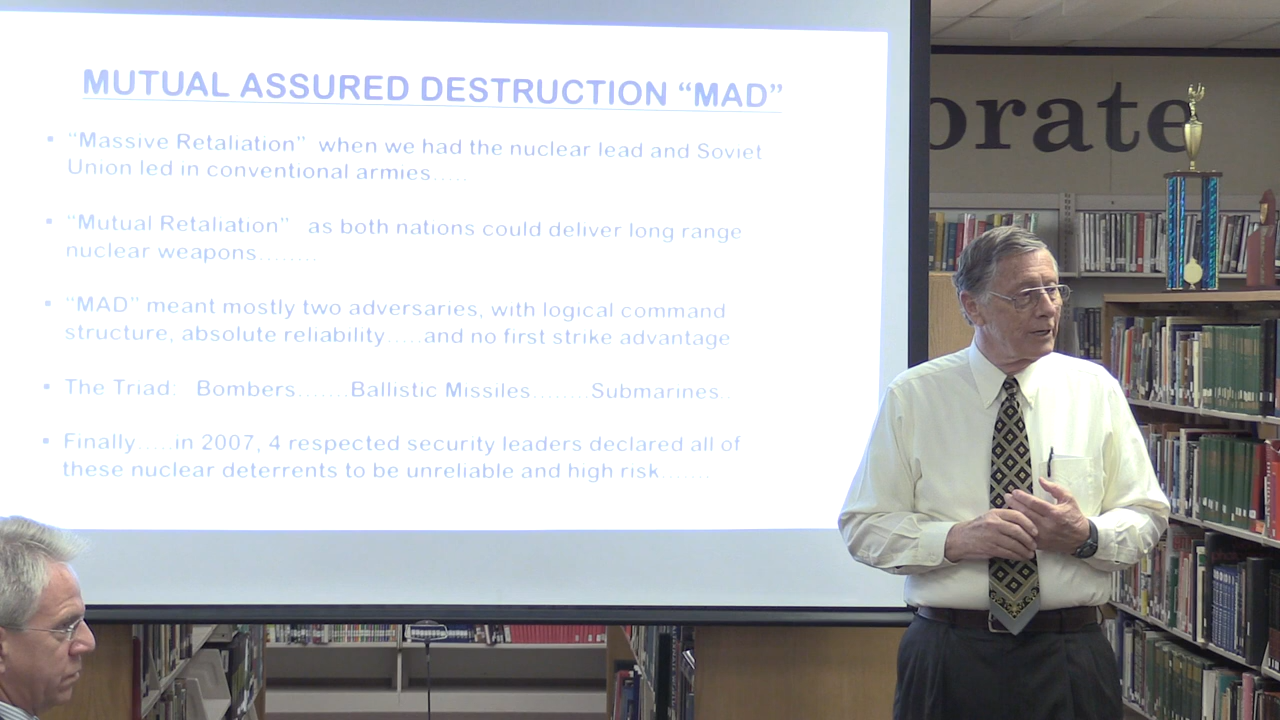 MUTUAL ASSURED DESTRUCTION “MAD”
• “Massive Retaliation” when we had the nuclear lead and Soviet
Union led in conventional armies.....
• “Mutual Retaliation” as both nations could deliver long range
nuclear weapons........
• “MAD” meant mostly two adversaries, with logical command
structure, absolute reliability.....and no first strike advantage
• The Triad: Bombers.......Ballistic Missiles........Submarines..
• Finally.....in 2007, 4 respected security leaders declared all of
these nuclear deterrents to be unreliable and high risk.......
orate